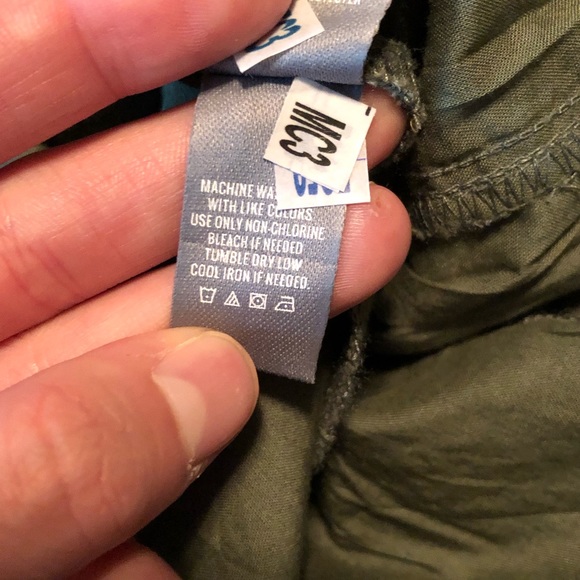 MC3
MACHINE WA
WITH LIKE COLORS
USE ONLY NON-CHLORINE
BLEACH IF NEEDED
TUMBLE DRY LOW
COOL IRON IF NEEDED.